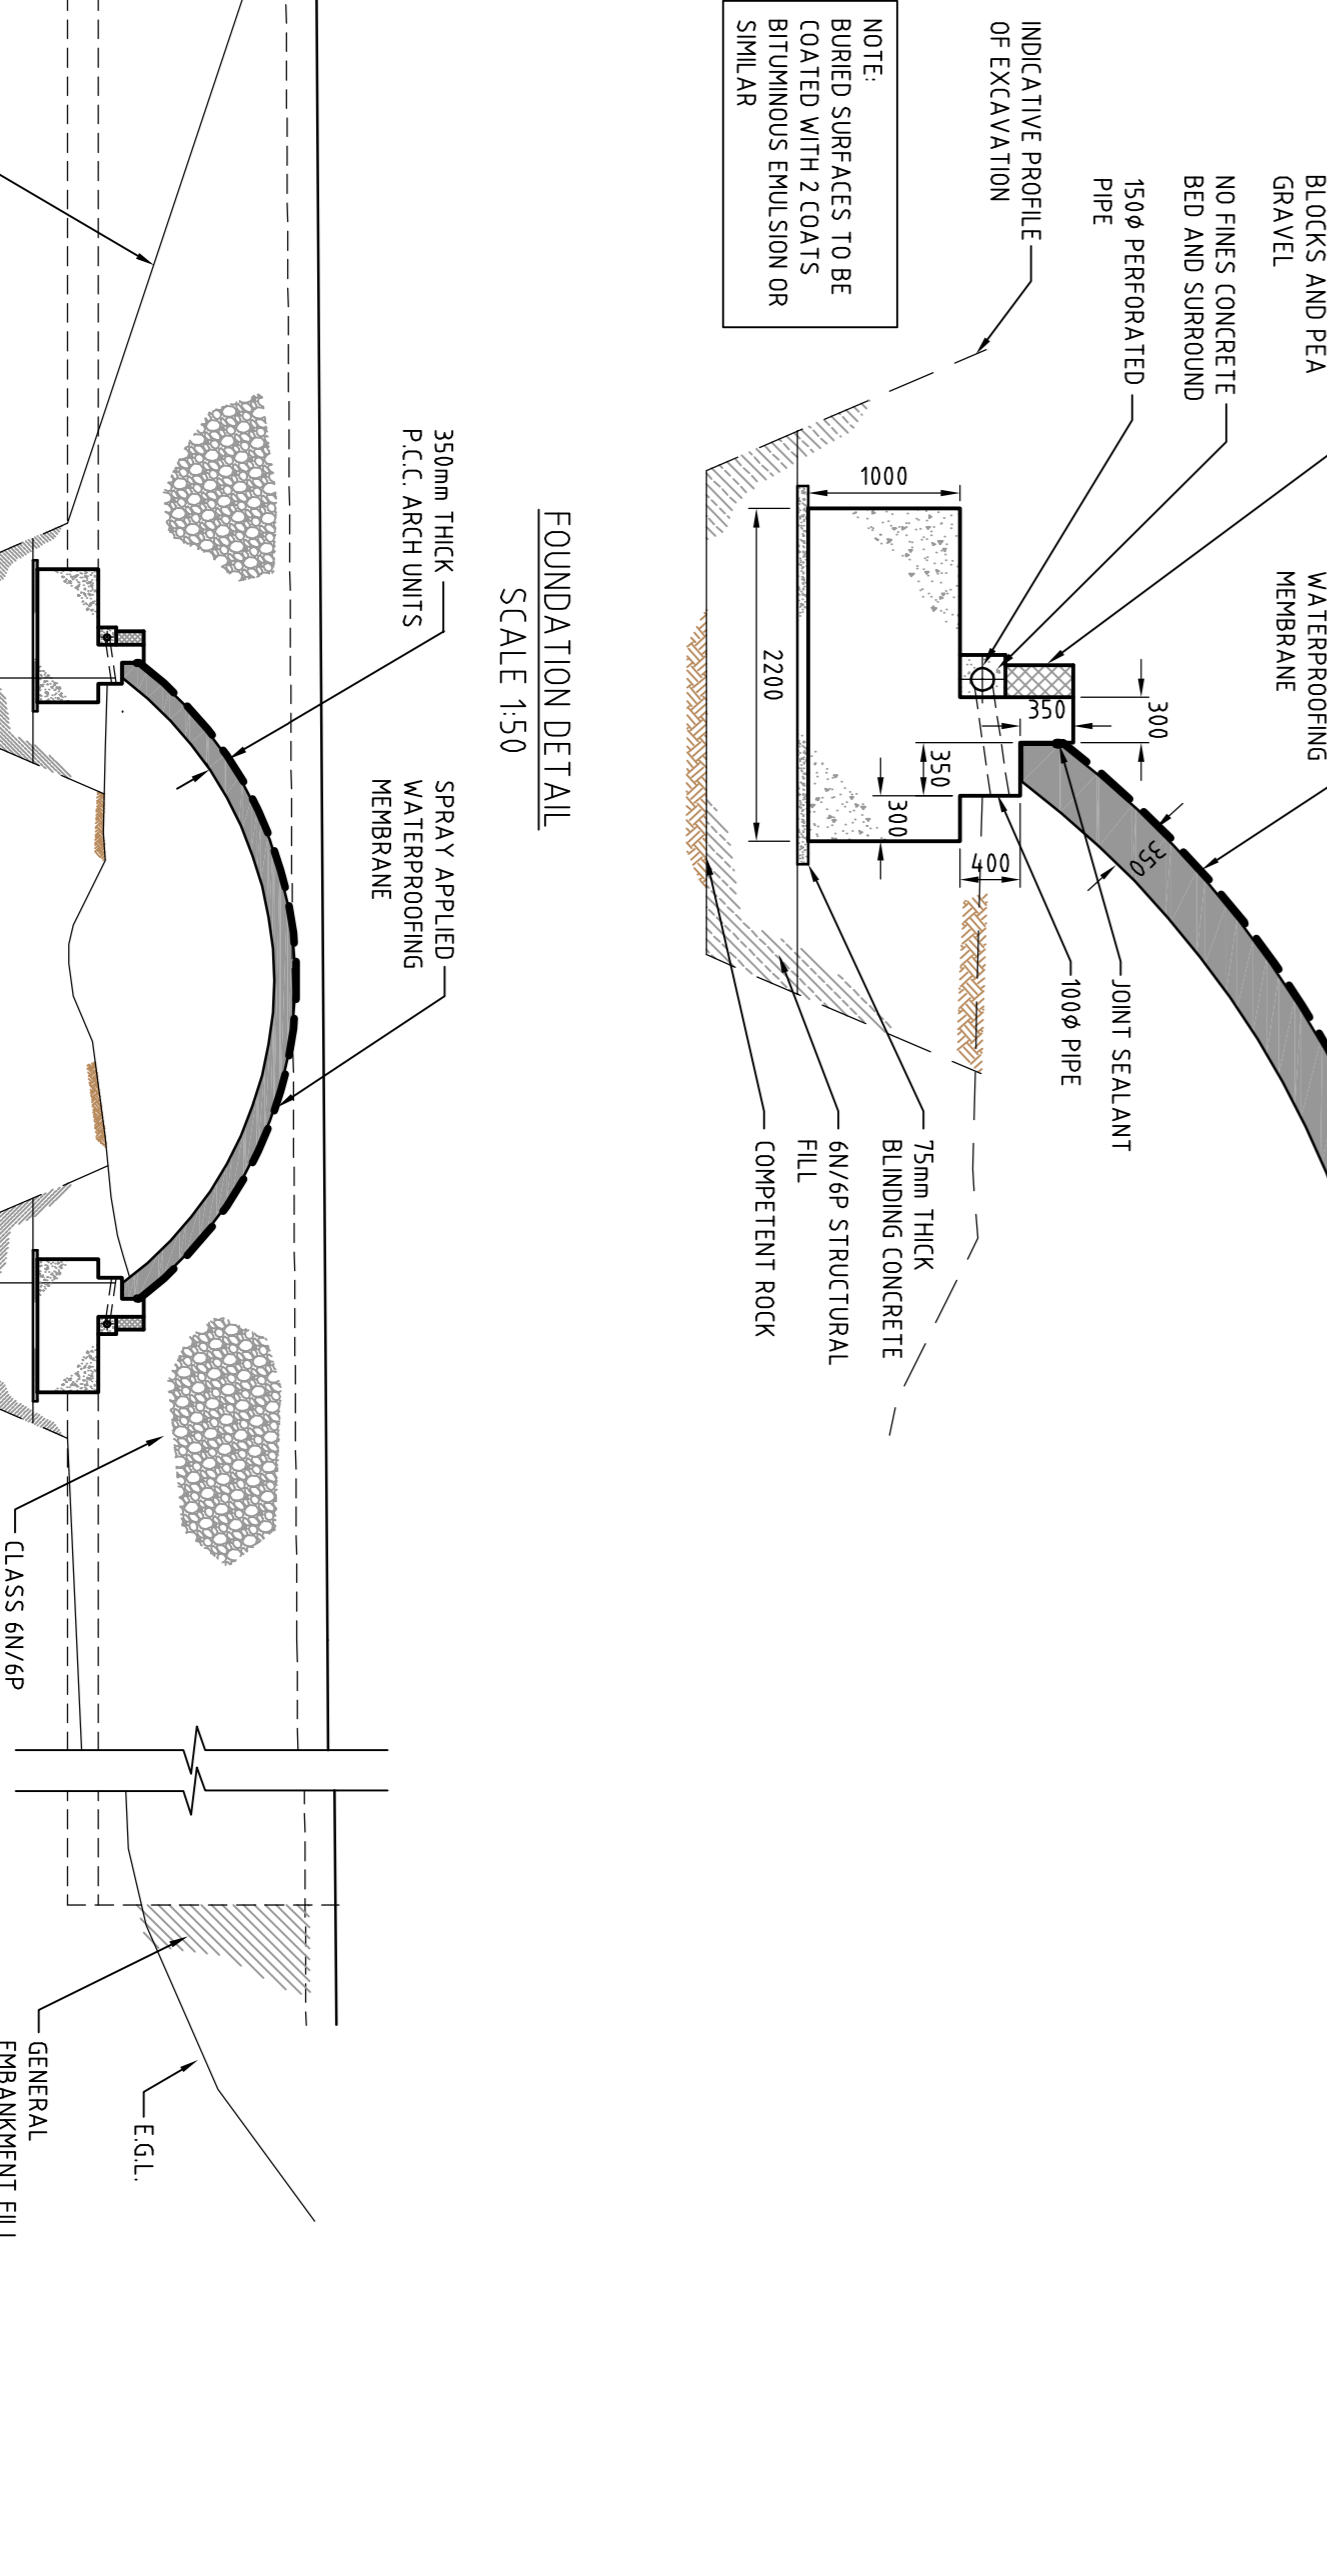 BLOCKS AND PEA
GRAVEL
NO FINES CONCRETE
BED AND SURROUND
150Ø PERFORATED
PIPE
INDICATIVE PROFILE
OF EXCAVATION
NOTE:
BURIED SURFACES TO BE
COATED WITH 2 COATS
BITUMINOUS EMULSION OR
SIMILAR
WATERPROOFING
MEMBRANE
1000
2200
300
350
350
300
400
350
JOINT SEALANT
100Ø PIPE
75mm THICK
BLINDING CONCRETE
6N/6P STRUCTURAL
FILL
COMPETENT ROCK
FOUNDATION DETAIL
SCALE 1:50
350mm THICK
P.C.C. ARCH UNITS
SPRAY APPLIED
WATERPROOFING
MEMBRANE
CLASS 6N/6P
E.G.L.
GENERAL
EMBANKMENT FILL